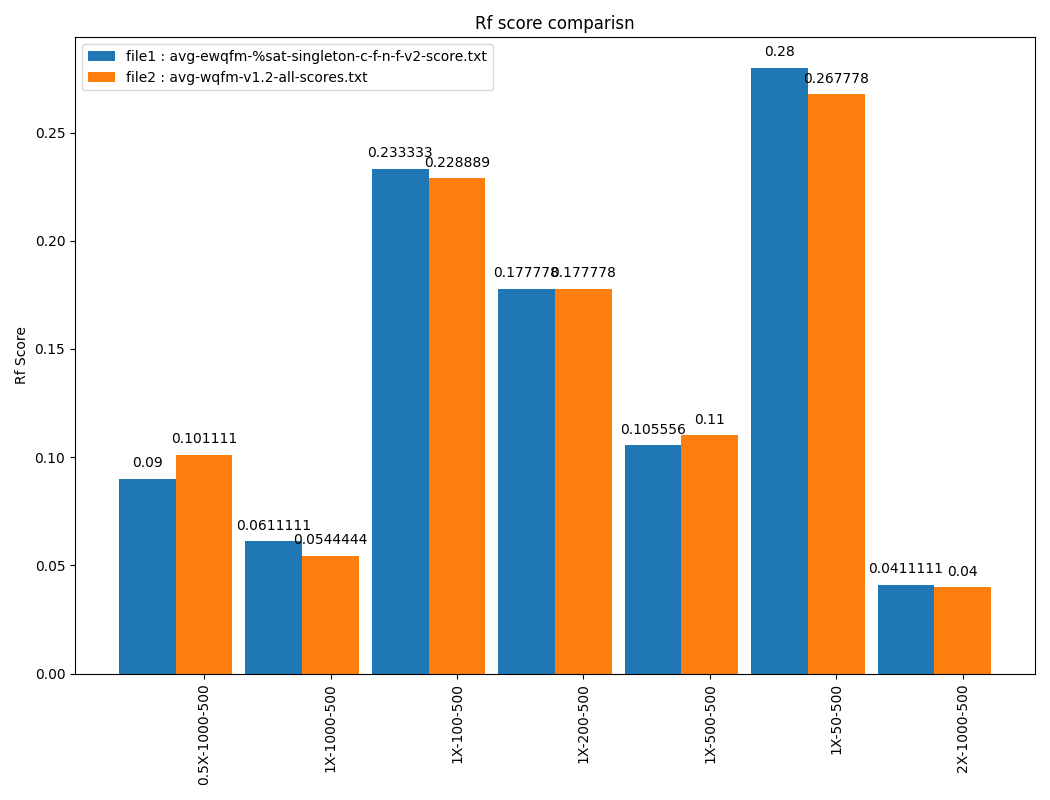 Rf score comparisn
file1 : avg-ewqfm-%sat-singleton-c-f-n-f-v2-score.txt
file2 : avg-wqfm-v1.2-all-scores.txt
Rf Score
0.25
0.20
0.15
0.10
0.05
0.00
0.09
0.101111
0.0611111
0.0544444
0.233333
0.228889
0.177778
0.177778
0.105556
0.11
0.28
0.267778
0.0411111
0.04
0.5X-1000-500
1X-1000-500
1X-100-500
1X-200-500
1X-500-500
1X-50-500
2X-1000-500